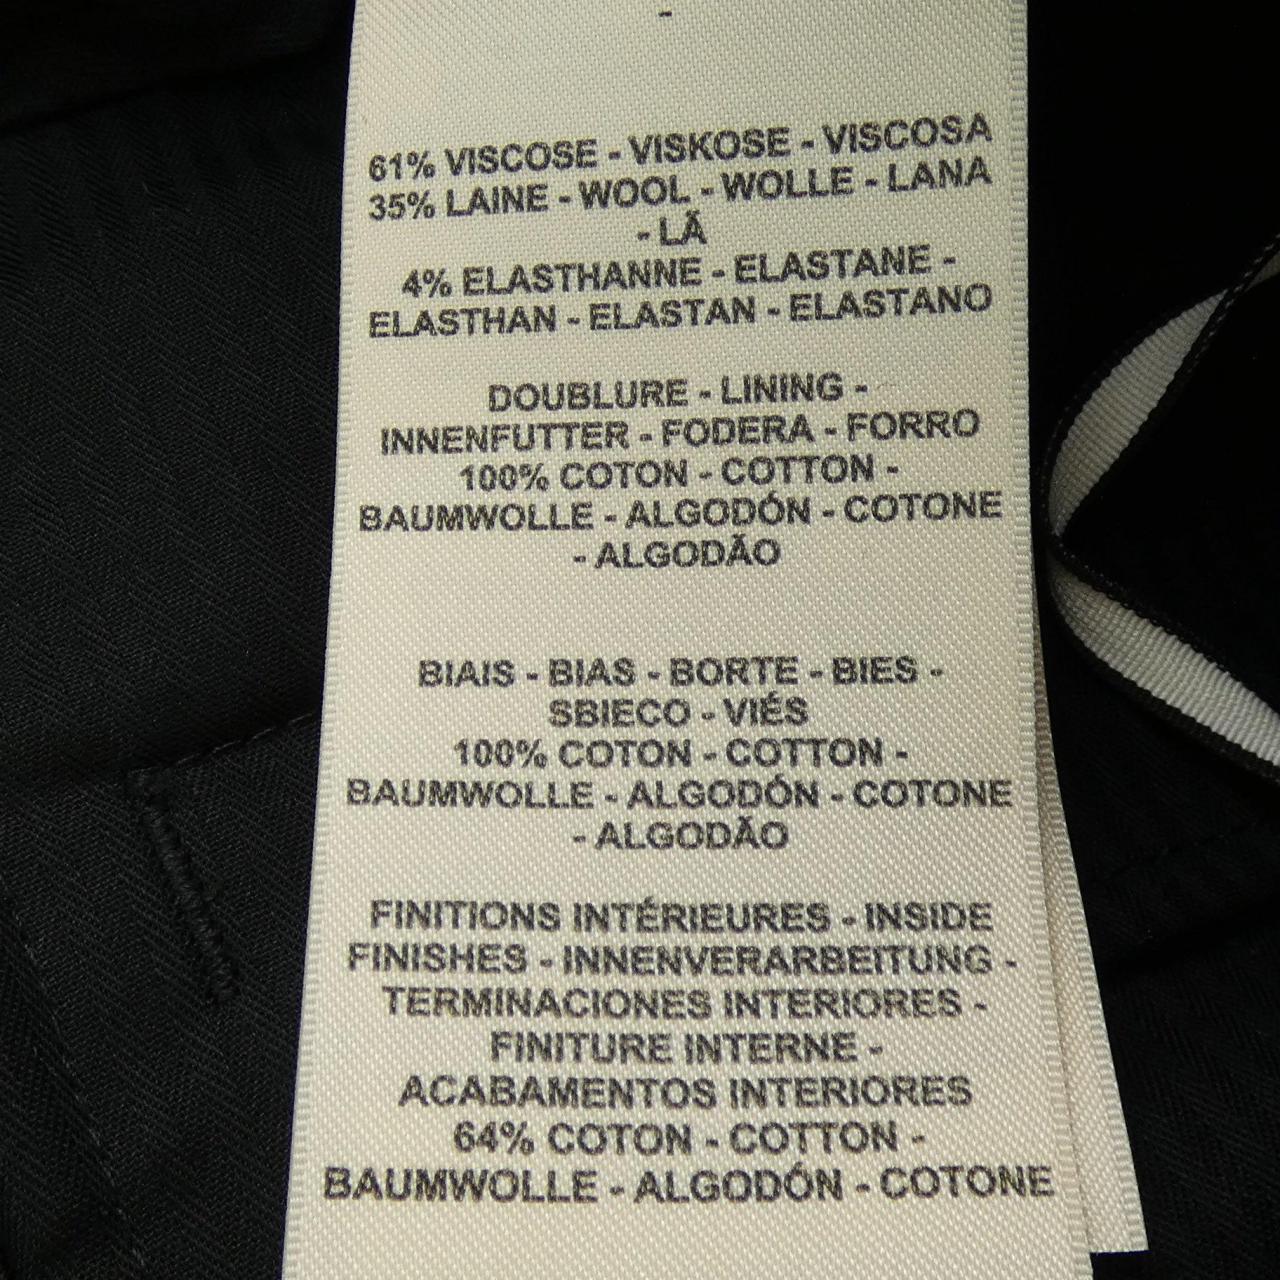 -
61% VISCOSE - VISKOSE - VISCOSA
35% LAINE - WOOL - WOLLE - LANA
- LÃ
4% ELASTHANNE - ELASTANE -
ELASTHAN - ELASTAN - ELASTANO
DOUBLURE - LINING -
INNENFUTTER - FODERA - FORRO
100% COTON - COTTON -
BAUMWOLLE - ALGODÓN - COTONE
- ALGODÃO
BIAIS - BIAS - BORTE - BIES -
SBIECO - VIÉS
100% COTON - COTTON -
BAUMWOLLE - ALGODÓN - COTONE
- ALGODÃO
FINITIONS INTÉRIEURES - INSIDE
FINISHES - INNENVERARBEITUNG -
TERMINACIONES INTERIORES -
FINITURE INTERNE -
ACABAMENTOS INTERIORES
64% COTON - COTTON -
BAUMWOLLE - ALGODÓN - COTONE